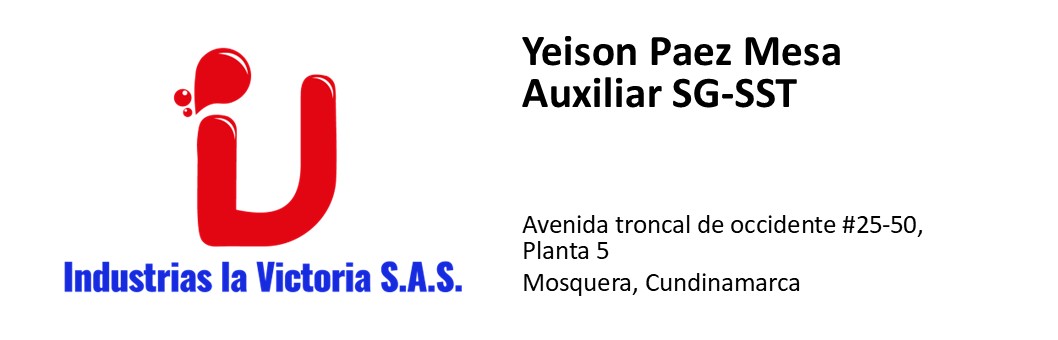 Yeison Paez Mesa
Auxiliar SG-SST
Avenida troncal de occidente #25-50,
Planta 5
Mosquera, Cundinamarca
Industrias la Victoria S.A.S.